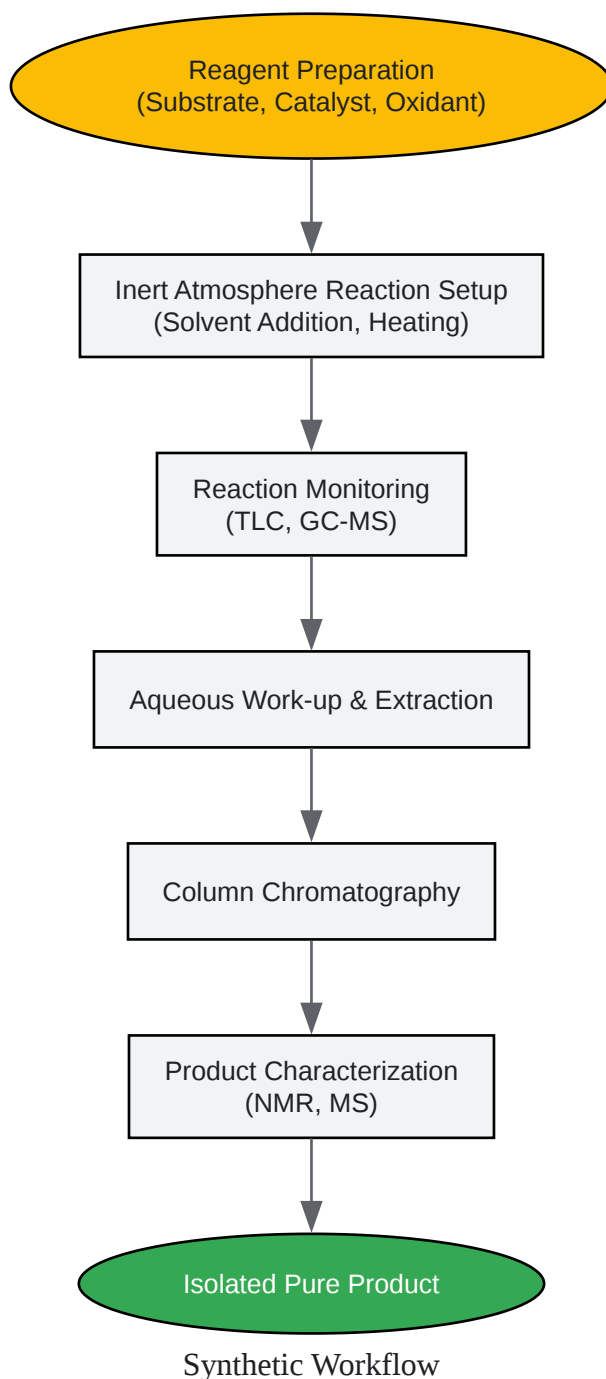 Reagent Preparation
(Substrate, Catalyst, Oxidant)
Inert Atmosphere Reaction Setup
(Solvent Addition, Heating)
Reaction Monitoring
(TLC, GC-MS)
Aqueous Work-up & Extraction
Column Chromatography
Product Characterization
(NMR, MS)
Isolated Pure Product
Synthetic Workflow